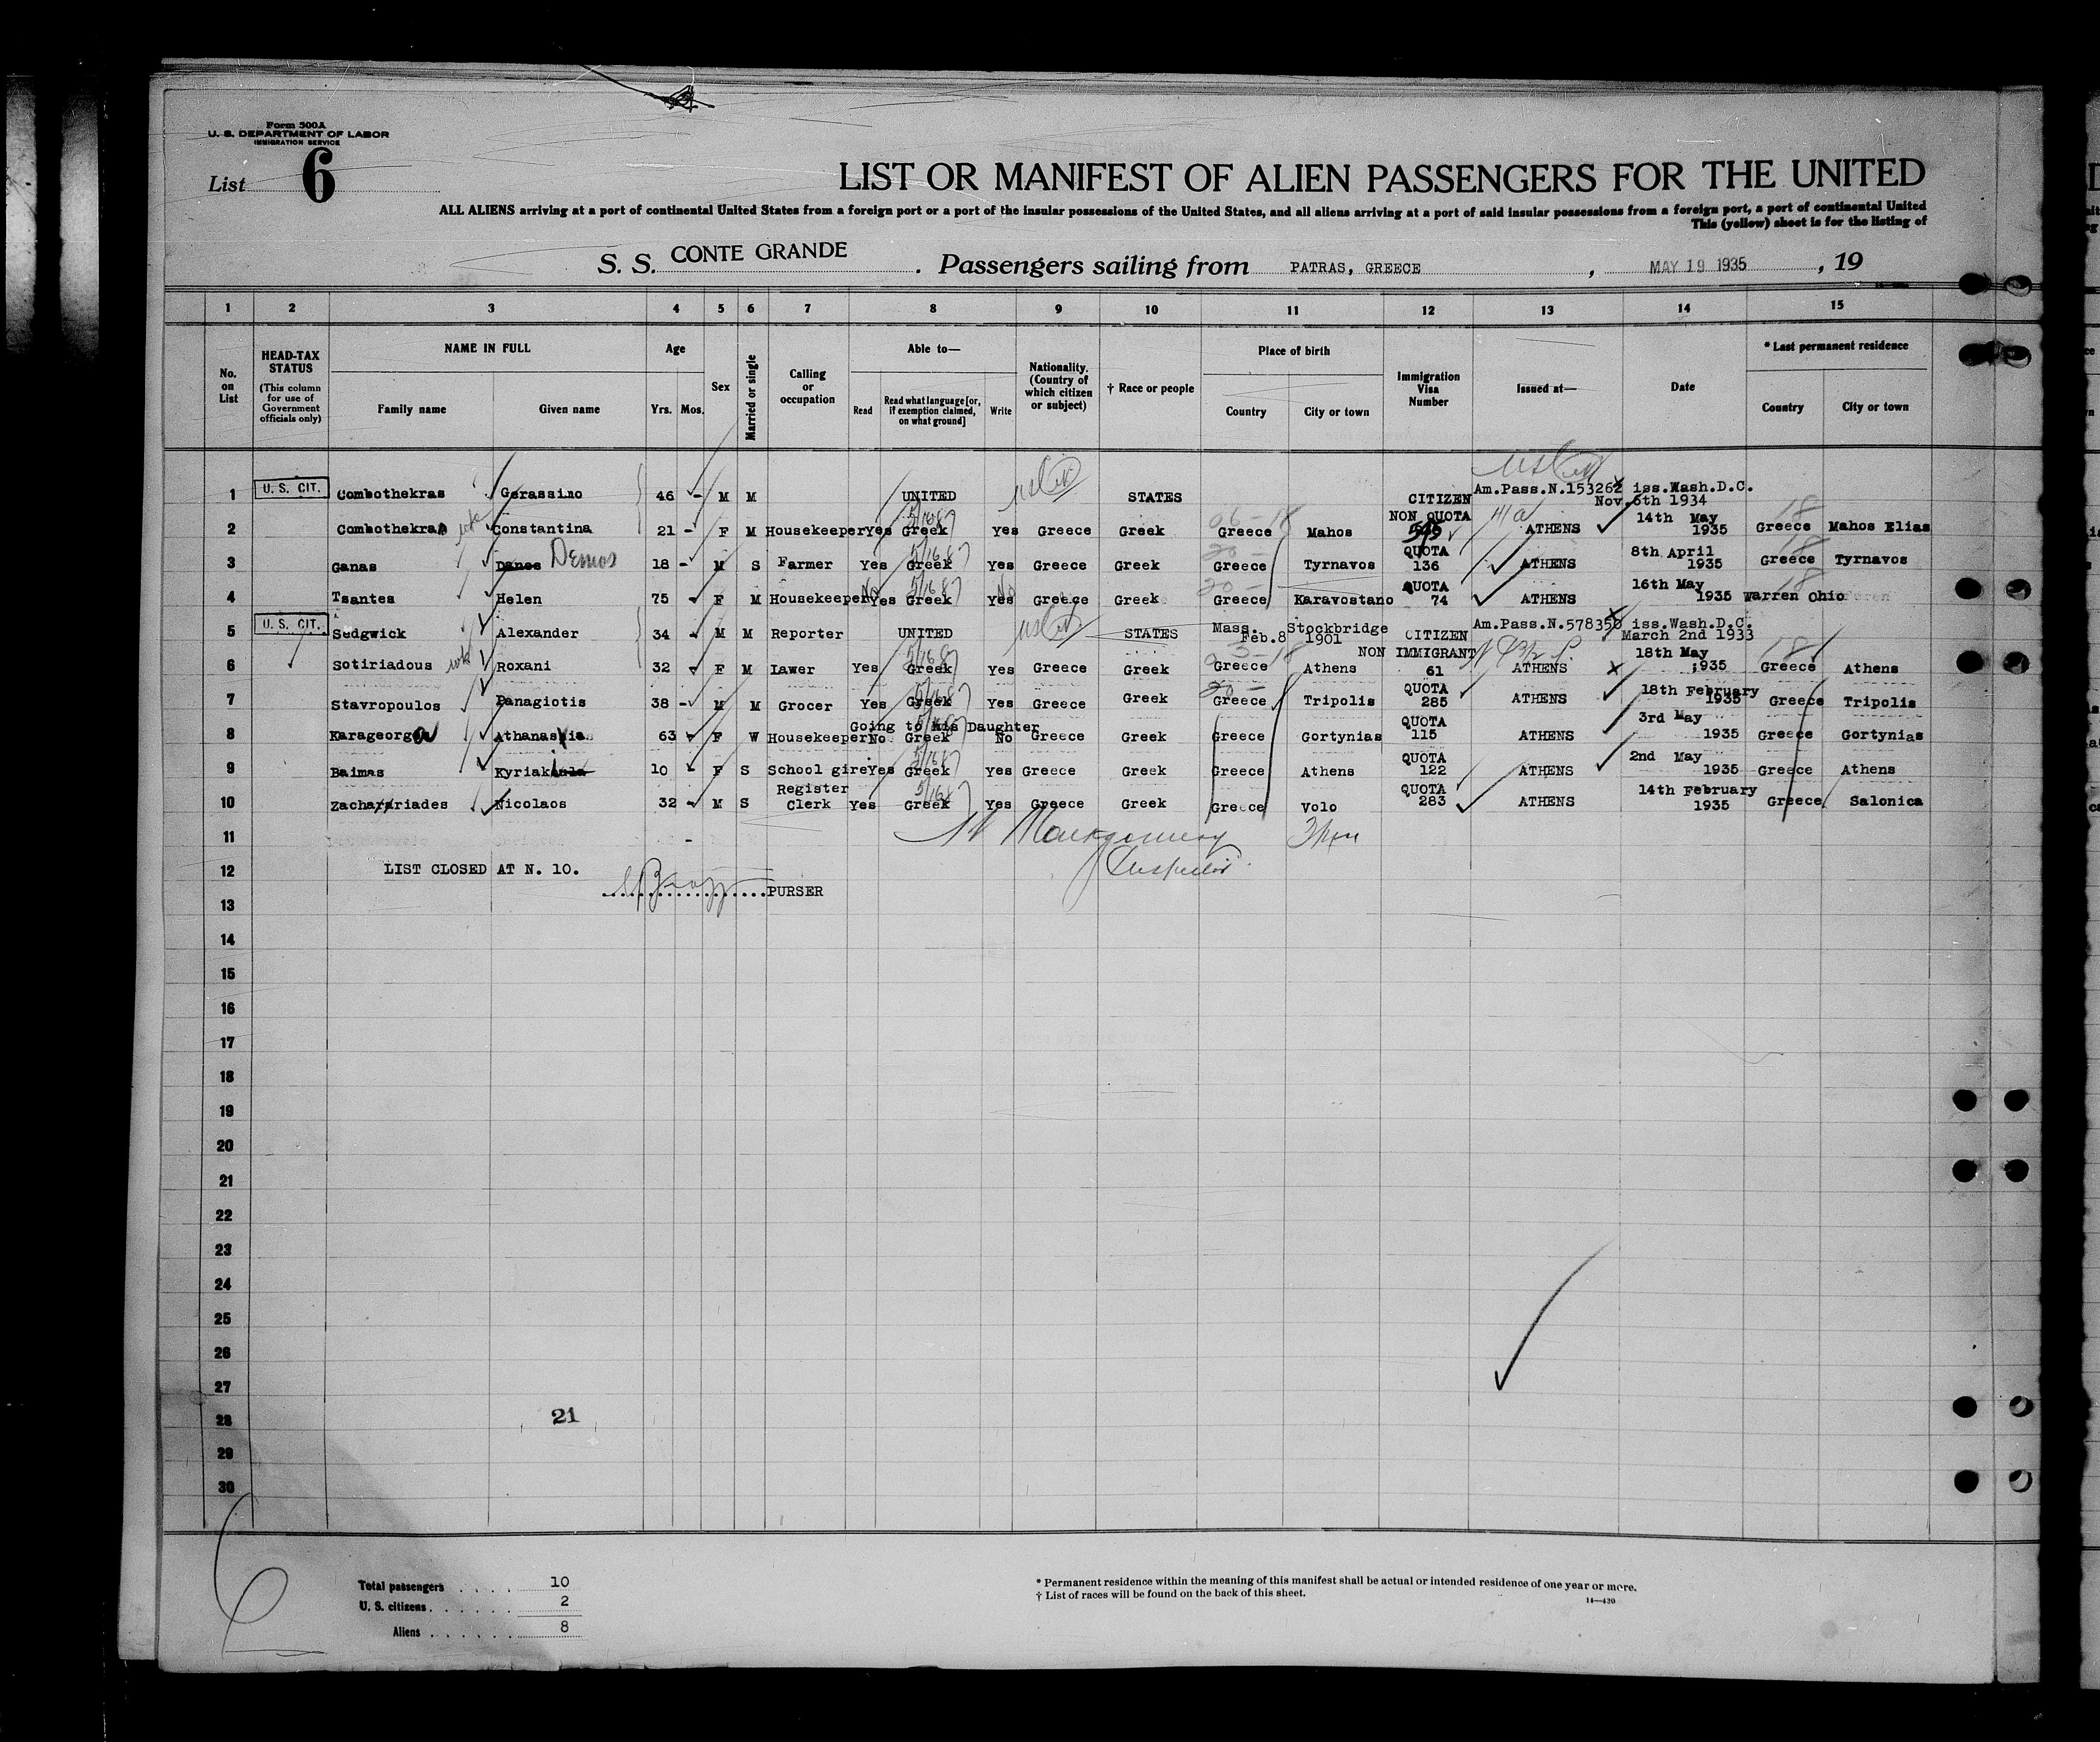 Form 500A
U. S. DEPARTMENT OF LABOR
IMMIGRATION SERVICE
List 6
LIST OR MANIFEST OF ALIEN PASSENGERS FOR THE UNITED
ALL ALIENS arriving at a port of continental United States from a foreign port or a port of the insular possessions of the United States, and all aliens arriving at a port of said insular possessions from a foreign port, a port of continental United
This (yellow) sheet is for the listing of
S. S. CONTE GRANDE. Passengers sailing from PATRAS, GREECE, MAY 19 1935, 19
1 2 3 4 5 6 7 8 9 10 11 12 13 14 15
No. on List
HEAD-TAX STATUS (This column for use of Government officials only)
NAME IN FULL
Family name Given name
Age
Yrs. Mos.
Sex
Married or single
Calling or occupation
Able to—
Read Read what language [or, if exemption claimed, on what ground] Write
Nationality. (Country of which citizen or subject)
† Race or people
Place of birth
Country City or town
Immigration Visa Number
Issued at—
Date
* Last permanent residence
Country City or town
1 U. S. CIT. Combothekras Gerassino 46 - M M UNITED STATES CITIZEN Am.Pass.N.153262 iss.Wash.D.C. Nov.6th 1934
2 Combothekras Constantina 21 - F M Housekeeper Yes Greek Yes Greece Greek Greece Mahos NON QUOTA ATHENS 14th May 1935 Greece Mahos Elias
3 Ganas Danos Demos 18 - M S Farmer Yes Greek Yes Greece Greek Greece Tyrnavos QUOTA 136 ATHENS 8th April 1935 Greece Tyrnavos
4 Tsantes Helen 75 - F M Housekeeper No Yes Greek No Yes Greece Greek Greece Karavostano QUOTA 74 ATHENS 16th May 1935 Warren Ohio
5 U. S. CIT. Sedgwick Alexander 34 - M M Reporter UNITED STATES Mass. Stockbridge Feb.8 1901 CITIZEN Am.Pass.N.578350 iss.Wash.D.C. March 2nd 1933
6 Sotiriadous Roxani 32 - F M Lawer Yes Greek Yes Greece Greek Greece Athens NON IMMIGRANT 61 ATHENS 18th May ;935 Greece Athens
7 Stavropoulos Panagiotis 38 - M M Grocer Yes Greek Yes Greece Greek Greece Tripolis QUOTA 285 ATHENS 18th February 1935 Greece Tripolis
Going to his Daughter
8 Karageorga Athanasia 63 - F W Housekeeper No Greek No Greece Greek Greece Gortynias QUOTA 115 ATHENS 3rd May 1935 Greece Gortynias
9 Baimas Kyriakoula 10 - F S School gire Yes Greek Yes Greece Greek Greece Athens QUOTA 122 ATHENS 2nd May 1935 Greece Athens
10 Zacharriades Nicolaos 32 - M S Register Clerk Yes Greek Yes Greece Greek Greece Volo QUOTA 283 ATHENS 14th February 1935 Greece Salonica
11 Montgomery
12 LIST CLOSED AT N. 10. Inspector
PURSER
13
14
15
16
17
18
19
20
21
22
23
24
25
26
27
28 21
29
30
6
Total passengers 10
U. S. citizens 2
Aliens 8
* Permanent residence within the meaning of this manifest shall be actual or intended residence of one year or more.
† List of races will be found on the back of this sheet.
14—420